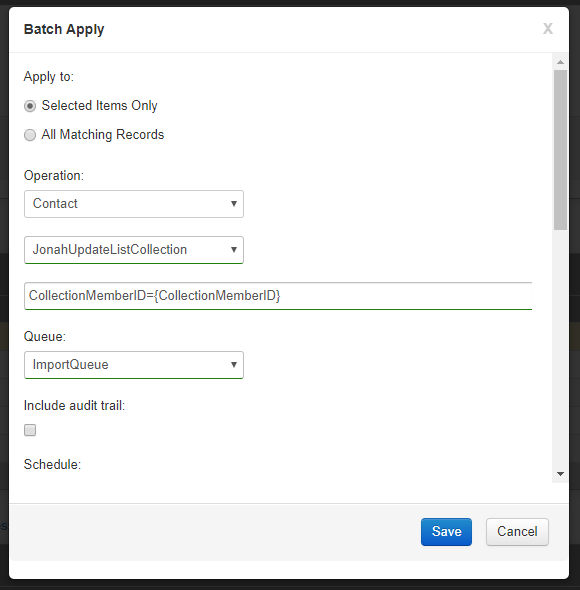 Batch Apply
X
Apply to:
Selected Items Only
All Matching Records
Operation:
Contact
JonahUpdateListCollection
CollectionMemberID={CollectionMemberID}
Queue:
ImportQueue
Include audit trail:
Schedule:
Save
Cancel